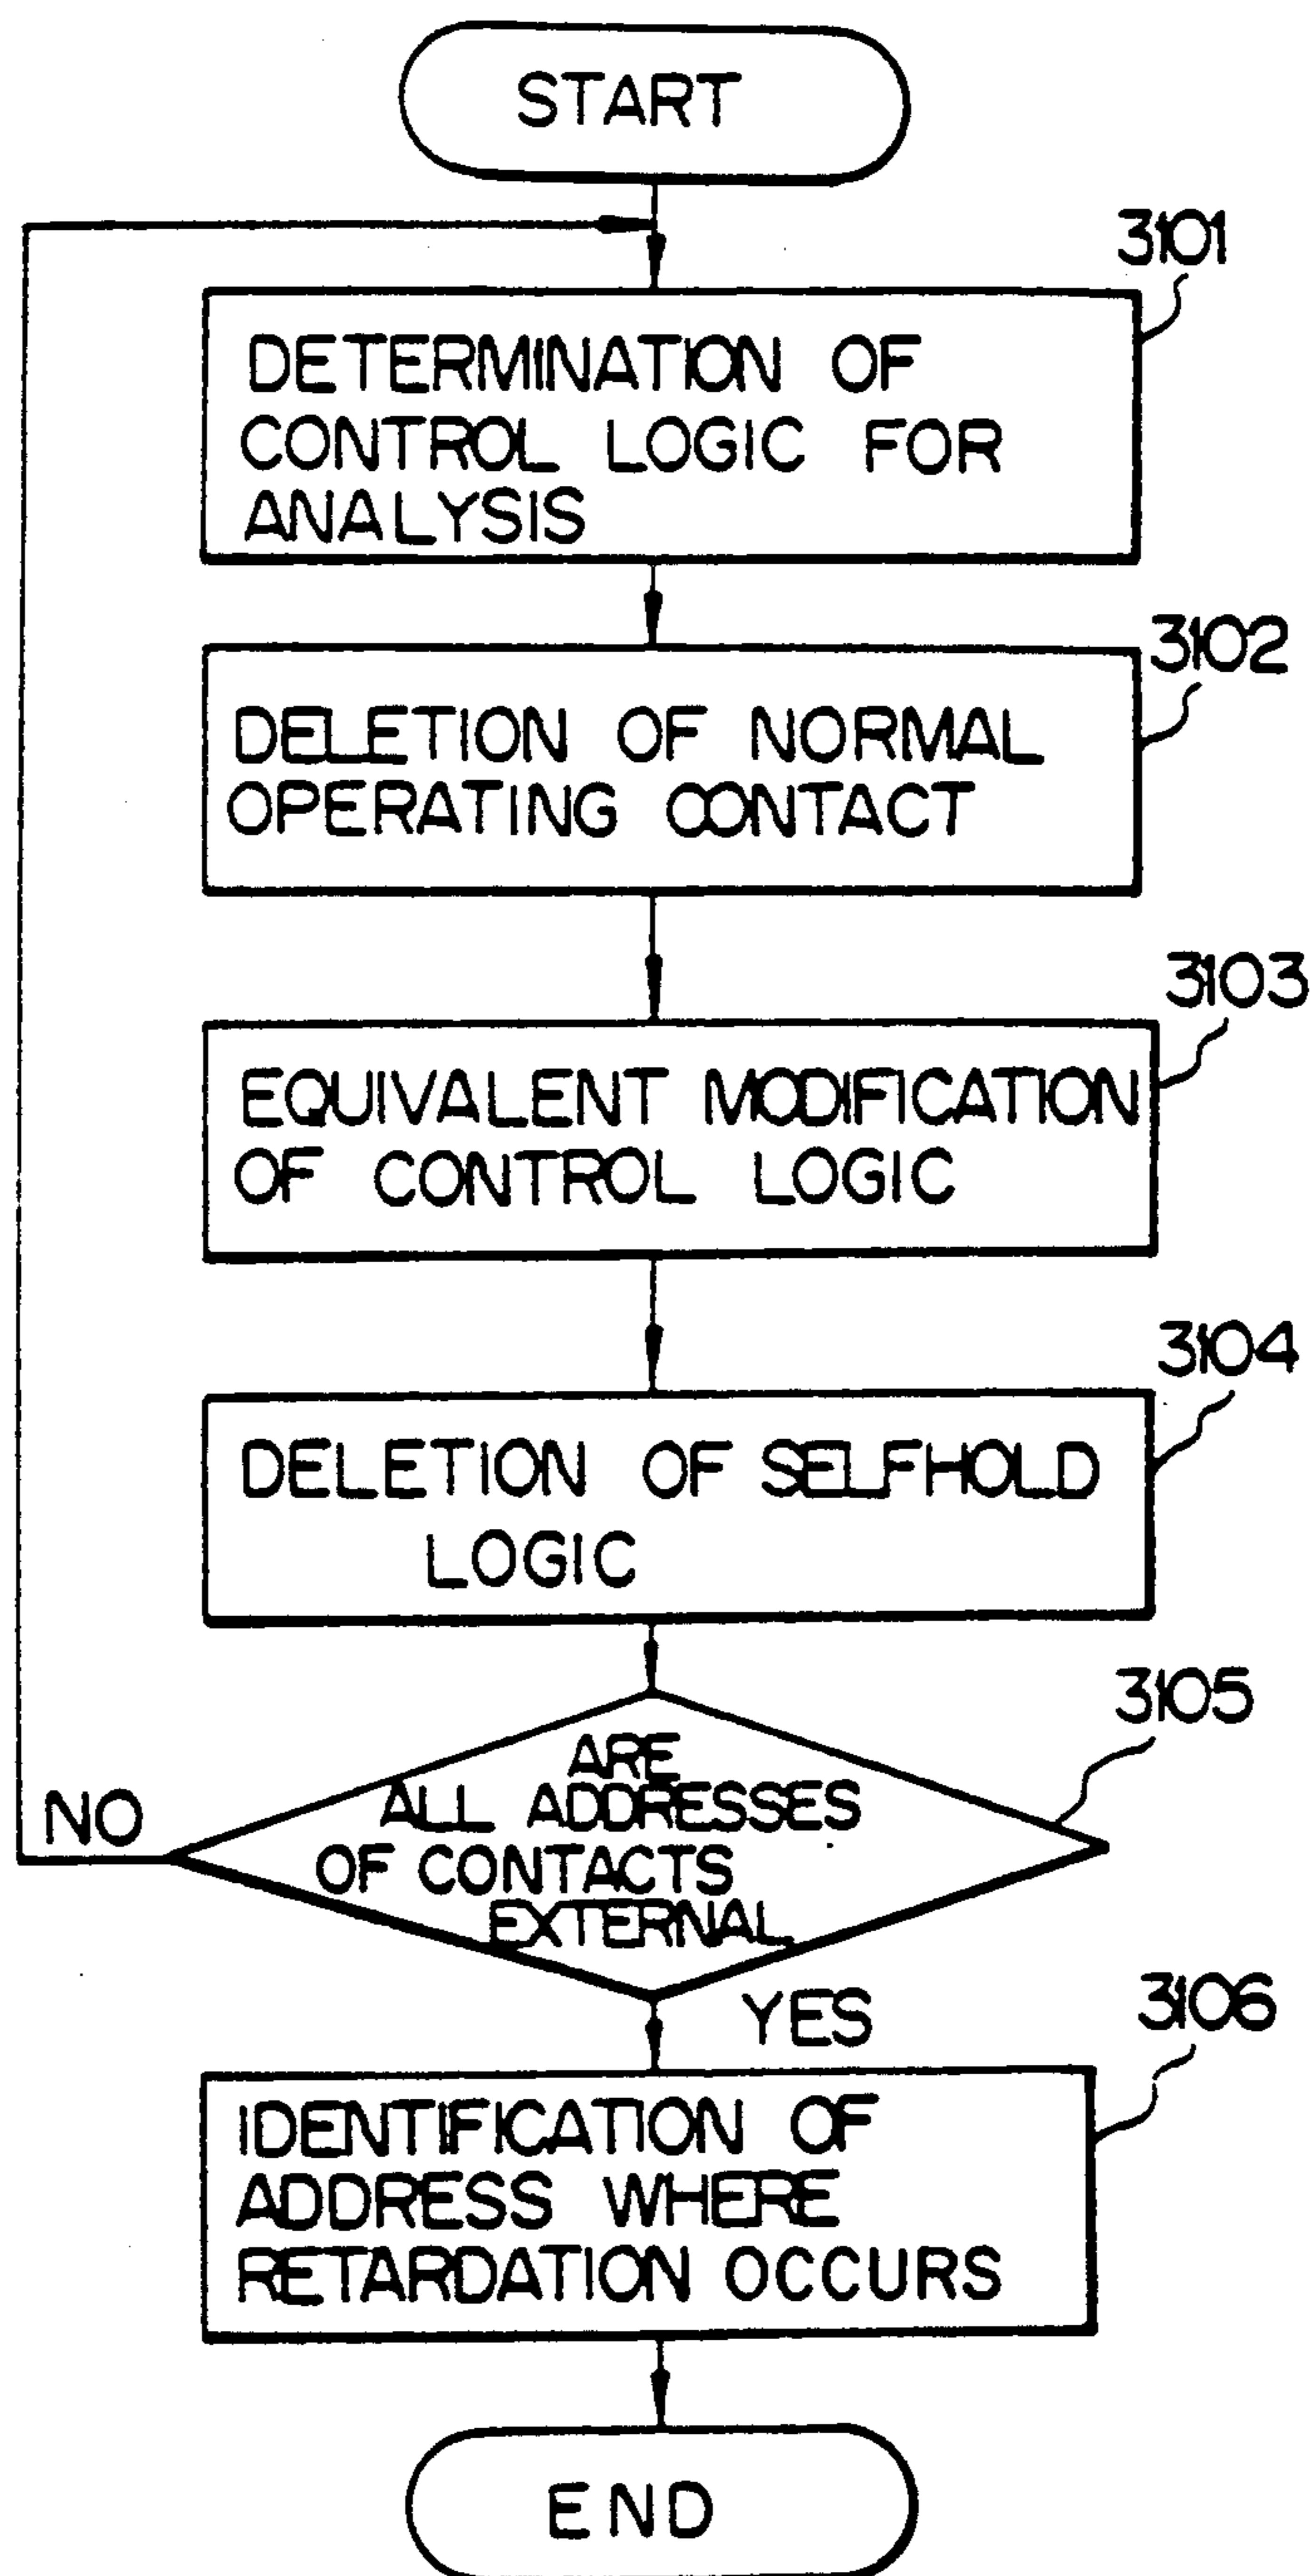 START
3101
DETERMINATION OF
CONTROL LOGIC FOR
ANALYSIS
3102
DELETION OF NORMAL
OPERATING CONTACT
3103
EQUIVALENT MODIFICATION
OF CONTROL LOGIC
3104
DELETION OF SELFHOLD
LOGIC
3105
ARE
ALL ADDRESSES
OF CONTACTS
EXTERNAL
NO
YES
3106
IDENTIFICATION OF
ADDRESS WHERE
RETARDATION OCCURS
END